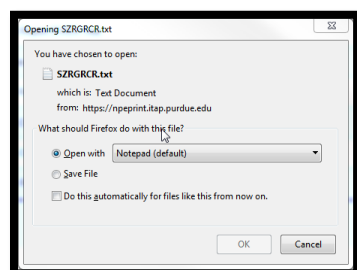 Opening SZRGRCR.txt
You have chosen to open:
SZRGRCR.txt
which is: Text Document
from: https://npeprint.itap.purdue.edu
What should Firefox do with this file?
Open with Notepad (default)
Save File
Do this automatically for files like this from now on.
OK Cancel